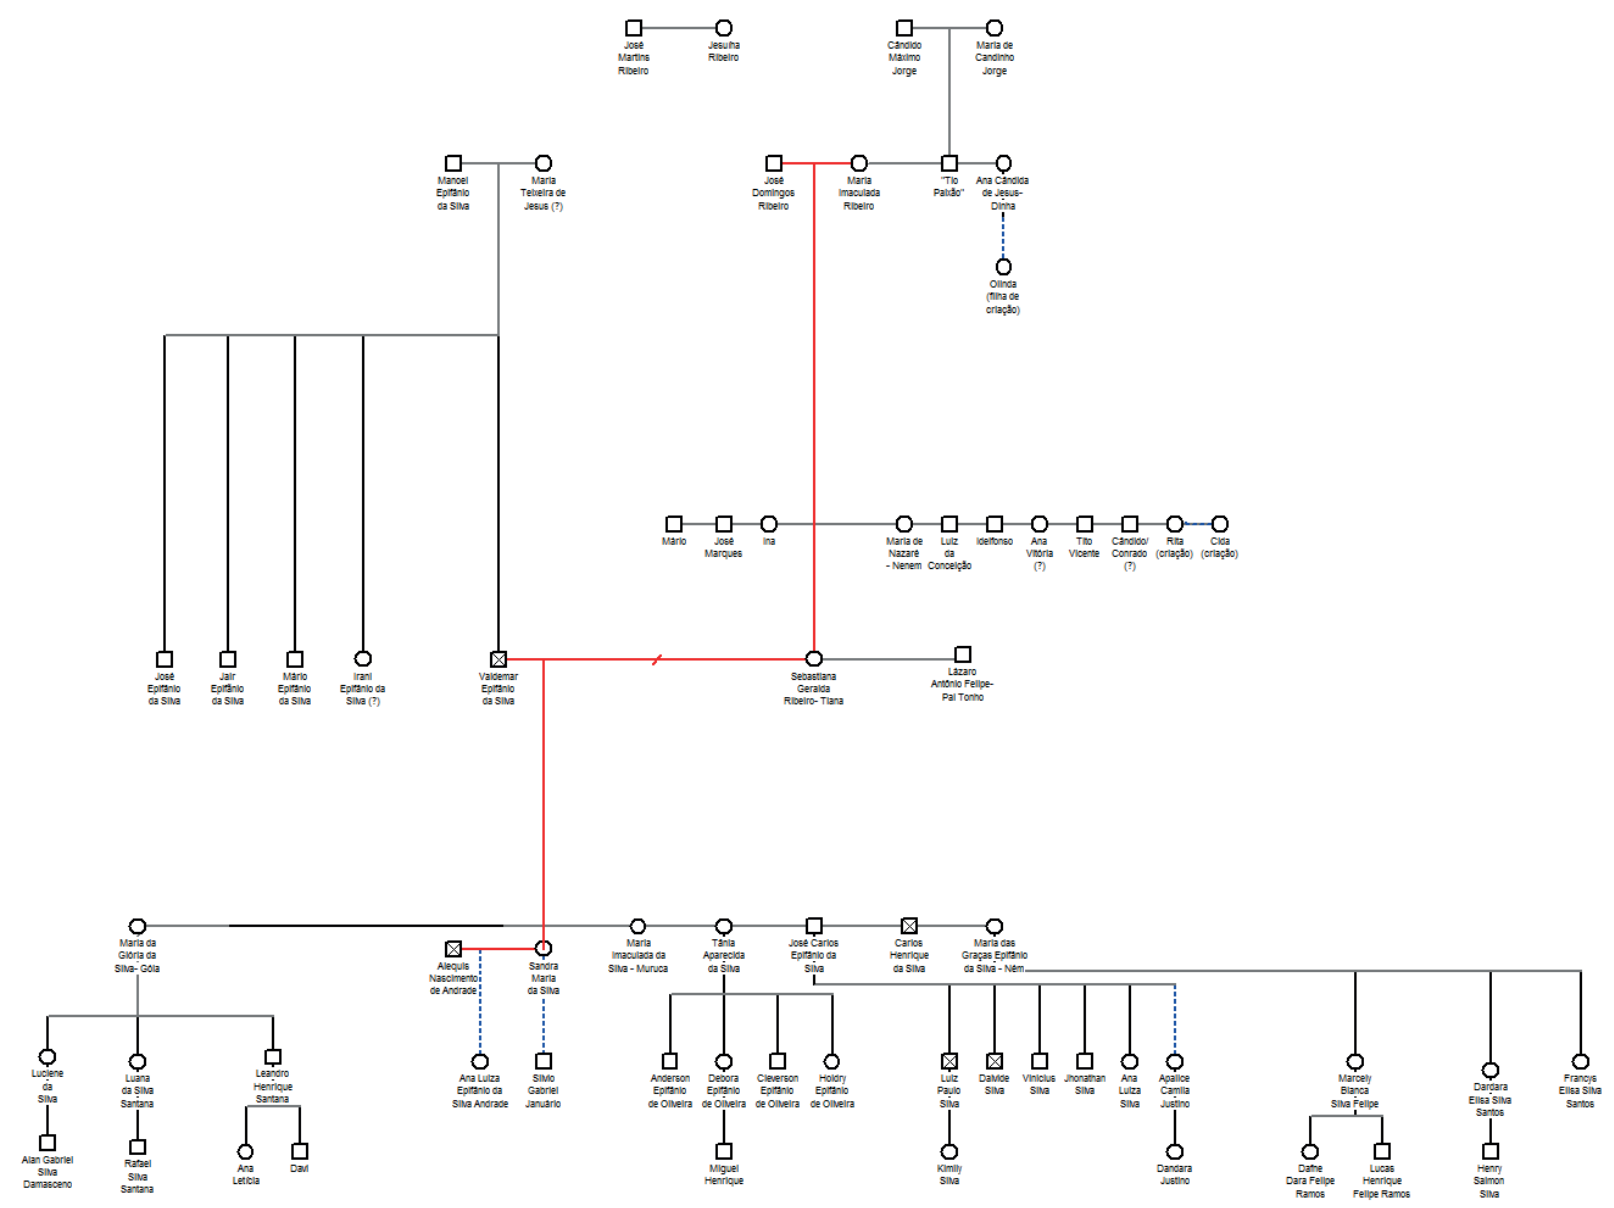 José
Martins
Ribeiro
Jesuína
Ribeiro
Cândido
Máximo
Jorge
Maria de
Candinho
Jorge
Manoel
Epifânio
da Silva
Maria
Teixeira de
Jesus (?)
José
Domingos
Ribeiro
Maria
Imaculada
Ribeiro
"Tio
Paixão"
Ana Cândida
de Jesus-
Dinha
Olinda
(filha de
criação)
Mário
José
Marques
Ina
Maria de
Nazaré
- Nenem
Luiz
da
Conceição
Idelfonso
Ana
Vitória
(?)
Tito
Vicente
Cândido/
Conrado
(?)
Rita
(criação)
Cida
(criação)
José
Epifânio
da Silva
Jair
Epifânio
da Silva
Mário
Epifânio
da Silva
Irani
Epifânio da
Silva (?)
Valdemar
Epifânio
da Silva
Sebastiana
Geralda
Ribeiro- Tiana
Lázaro
Antônio Felipe-
Pai Tonho
Maria da
Glória da
Silva- Góia
Alequis
Nascimento
de Andrade
Sandra
Maria
da Silva
Maria
Imaculada da
Silva - Muruca
Tânia
Aparecida
da Silva
José Carlos
Epifânio da
Silva
Carlos
Henrique
da Silva
Maria das
Graças Epifânio
da Silva - Nêm
Luciene
da
Silva
Luana
da Silva
Santana
Leandro
Henrique
Santana
Ana Luiza
Epifânio da
Silva Andrade
Silvio
Gabriel
Januário
Anderson
Epifânio
de Oliveira
Debora
Epifânio
de Oliveira
Cleverson
Epifânio
de Oliveira
Holdry
Epifânio
de Oliveira
Luiz
Paulo
Silva
Daivide
Silva
Vinicius
Silva
Jhonathan
Silva
Ana
Luiza
Silva
Apalice
Camila
Justino
Marcely
Bianca
Silva Felipe
Dardara
Elisa Silva
Santos
Francys
Elisa Silva
Santos
Alan Gabriel
Silva
Damasceno
Rafael
Silva
Santana
Ana
Letícia
Davi
Miguel
Henrique
Kimily
Silva
Dandara
Justino
Dafne
Dara Felipe
Ramos
Lucas
Henrique
Felipe Ramos
Henry
Salmon
Silva